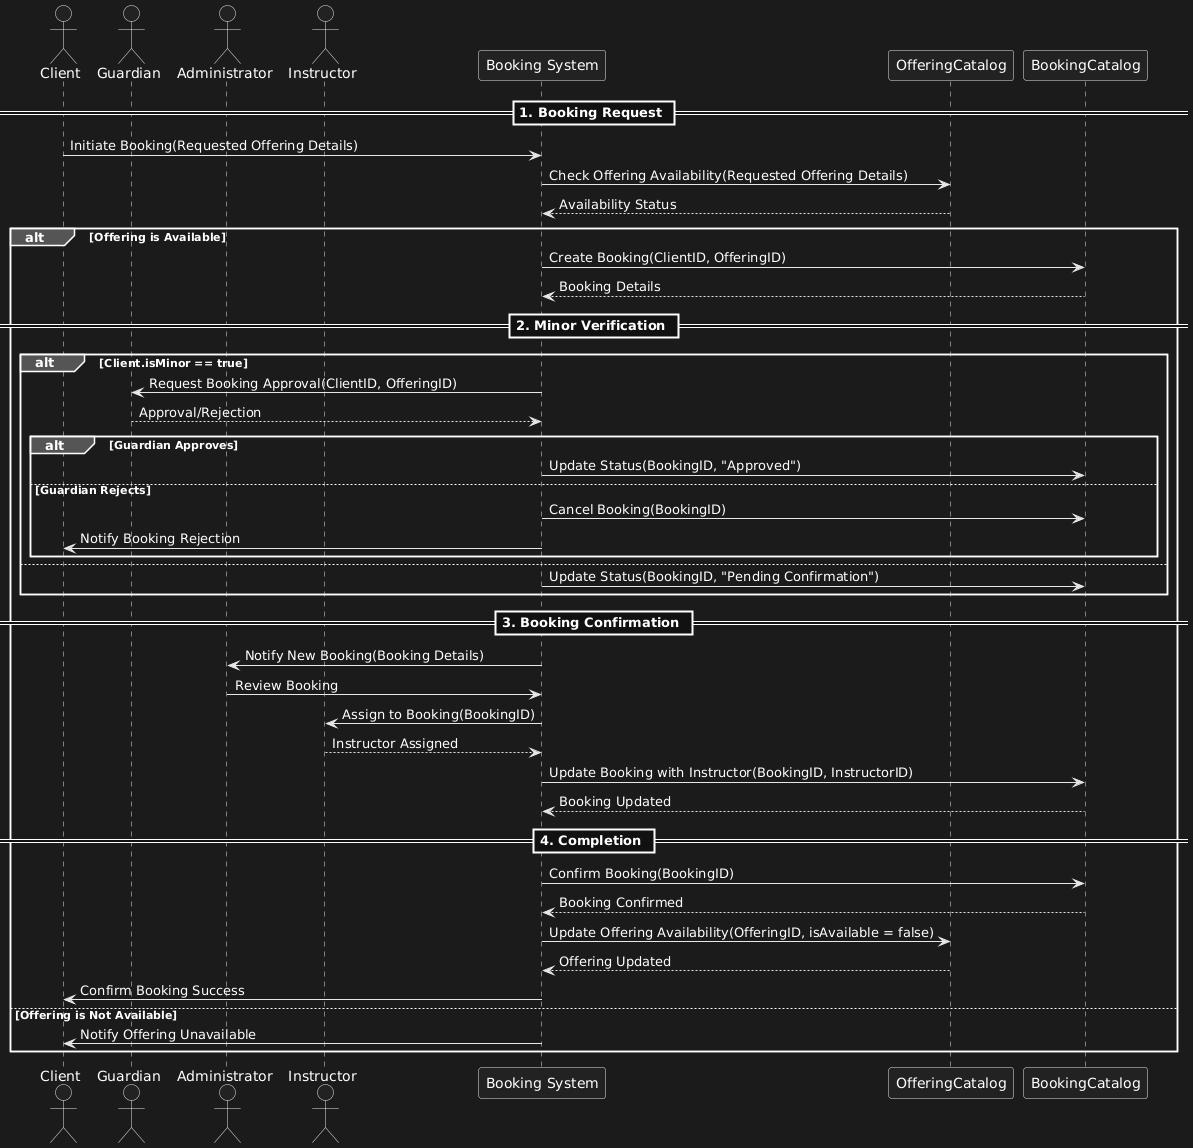 Client Guardian Administrator Instructor Booking System OfferingCatalog BookingCatalog
1. Booking Request
Initiate Booking(Requested Offering Details)
Check Offering Availability(Requested Offering Details)
Availability Status
alt [Offering is Available]
Create Booking(ClientID, OfferingID)
Booking Details
2. Minor Verification
alt [Client.isMinor == true]
Request Booking Approval(ClientID, OfferingID)
Approval/Rejection
alt [Guardian Approves]
Update Status(BookingID, "Approved")
[Guardian Rejects]
Cancel Booking(BookingID)
Notify Booking Rejection
Update Status(BookingID, "Pending Confirmation")
3. Booking Confirmation
Notify New Booking(Booking Details)
Review Booking
Assign to Booking(BookingID)
Instructor Assigned
Update Booking with Instructor(BookingID, InstructorID)
Booking Updated
4. Completion
Confirm Booking(BookingID)
Booking Confirmed
Update Offering Availability(OfferingID, isAvailable = false)
Offering Updated
Confirm Booking Success
[Offering is Not Available]
Notify Offering Unavailable
Client Guardian Administrator Instructor Booking System OfferingCatalog BookingCatalog